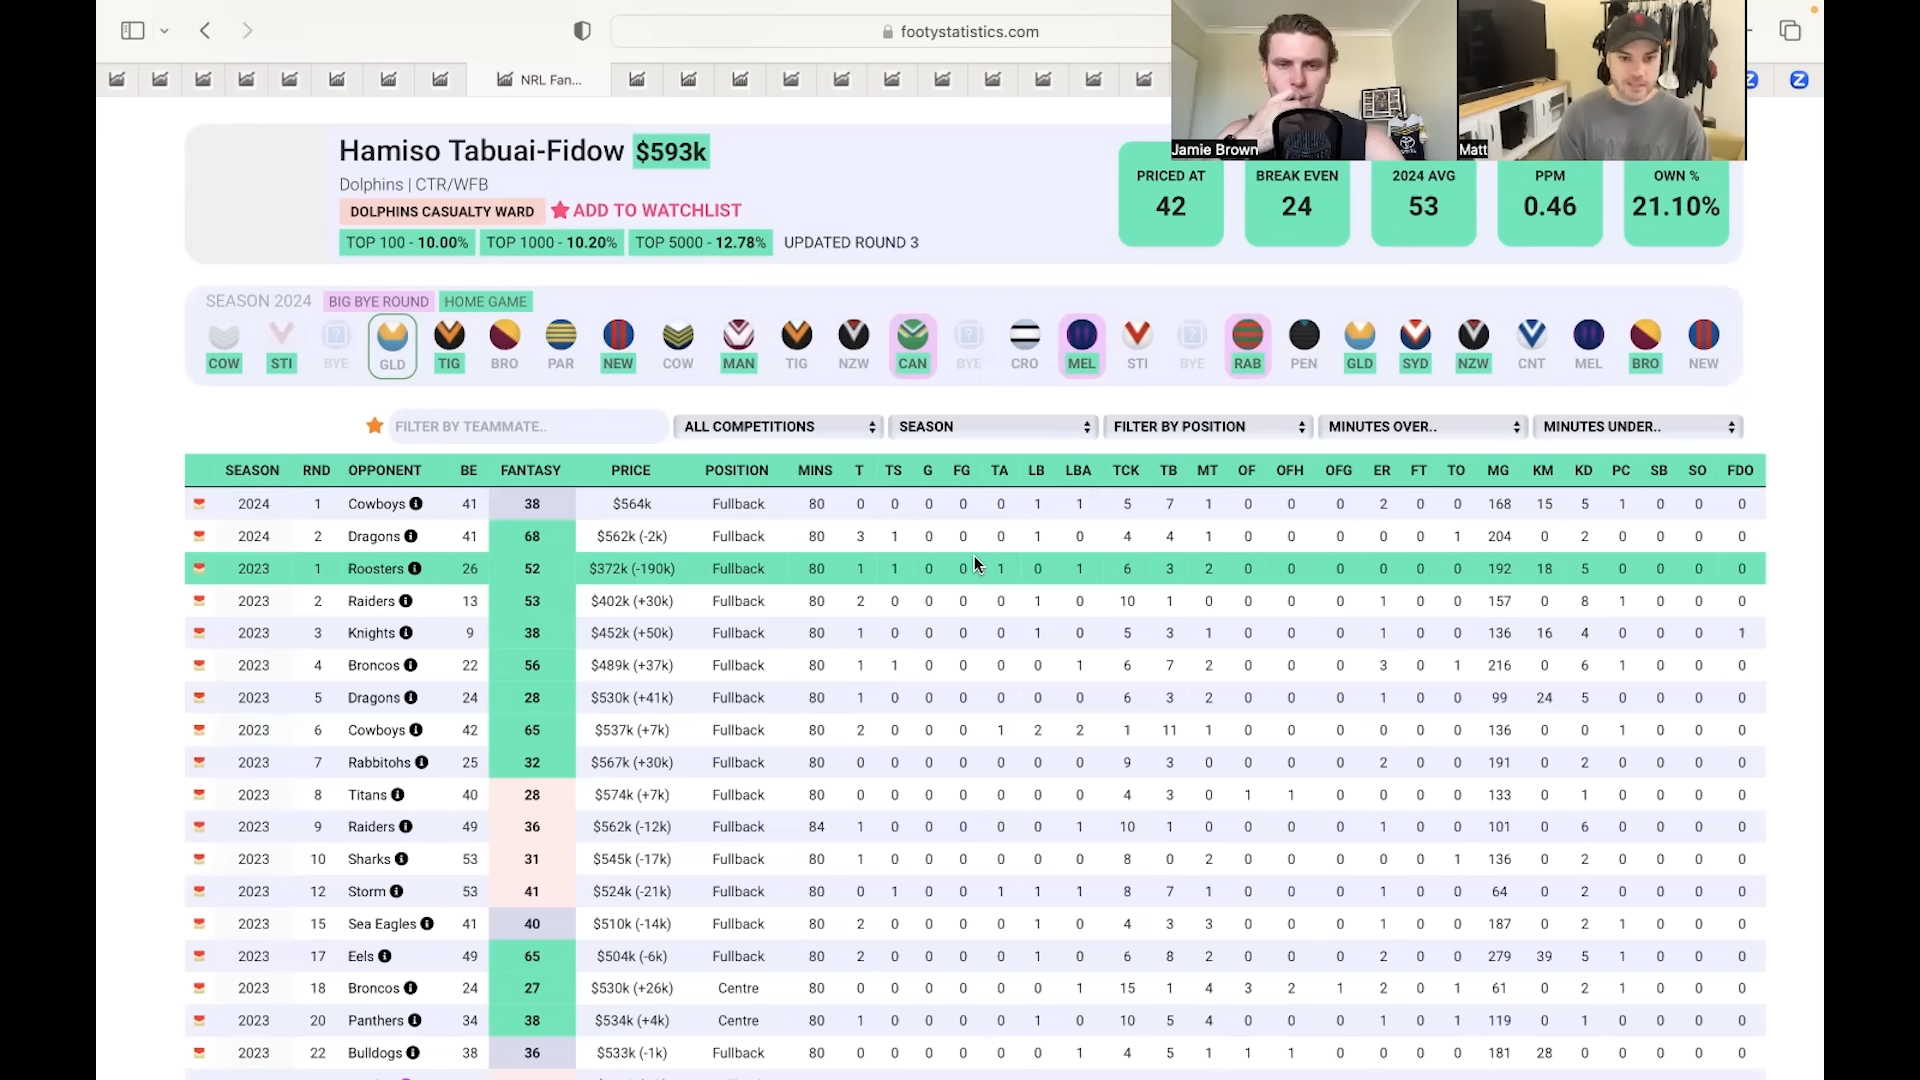 footystatistics.com
NRL Fan...
Jamie Brown
Matt
Hamiso Tabuai-Fidow $593k
Dolphins | CTR/WFB
DOLPHINS CASUALTY WARD ADD TO WATCHLIST
TOP 100 - 10.00% TOP 1000 - 10.20% TOP 5000 - 12.78% UPDATED ROUND 3
PRICED AT BREAK EVEN 2024 AVG PPM OWN %
42 24 53 0.46 21.10%
SEASON 2024 BIG BYE ROUND HOME GAME
COW STI BYE GLD TIG BRO PAR NEW COW MAN TIG NZW CAN BYE CRO MEL STI BYE RAB PEN GLD SYD NZW CNT MEL BRO NEW
FILTER BY TEAMMATE.. ALL COMPETITIONS SEASON FILTER BY POSITION MINUTES OVER.. MINUTES UNDER..
SEASON RND OPPONENT BE FANTASY PRICE POSITION MINS T TS G FG TA LB LBA TCK TB MT OF OFH OFG ER FT TO MG KM KD PC SB SO FDO
2024 1 Cowboys 41 38 $564k Fullback 80 0 0 0 0 0 1 1 5 7 1 0 0 0 2 0 0 168 15 5 1 0 0 0
2024 2 Dragons 41 68 $562k (-2k) Fullback 80 3 1 0 0 0 1 0 4 4 1 0 0 0 0 0 1 204 0 2 0 0 0 0
2023 1 Roosters 26 52 $372k (-190k) Fullback 80 1 1 0 0 1 0 1 6 3 2 0 0 0 0 0 0 192 18 5 0 0 0 0
2023 2 Raiders 13 53 $402k (+30k) Fullback 80 2 0 0 0 0 1 0 10 1 0 0 0 0 1 0 0 157 0 8 1 0 0 0
2023 3 Knights 9 38 $452k (+50k) Fullback 80 1 0 0 0 0 1 0 5 3 1 0 0 0 1 0 0 136 16 4 0 0 0 1
2023 4 Broncos 22 56 $489k (+37k) Fullback 80 1 1 0 0 0 0 1 6 7 2 0 0 0 3 0 1 216 0 6 1 0 0 0
2023 5 Dragons 24 28 $530k (+41k) Fullback 80 1 0 0 0 0 0 0 6 3 2 0 0 0 1 0 0 99 24 5 0 0 0 0
2023 6 Cowboys 42 65 $537k (+7k) Fullback 80 2 0 0 0 1 2 2 1 11 1 0 0 0 0 0 0 136 0 0 1 0 0 0
2023 7 Rabbitohs 25 32 $567k (+30k) Fullback 80 0 0 0 0 0 0 0 9 3 0 0 0 0 2 0 0 191 0 2 0 0 0 0
2023 8 Titans 40 28 $574k (+7k) Fullback 80 0 0 0 0 0 0 0 4 3 0 1 1 0 0 0 0 133 0 1 0 0 0 0
2023 9 Raiders 49 36 $562k (-12k) Fullback 84 1 0 0 0 0 0 1 10 1 0 0 0 0 1 0 0 101 0 6 0 0 0 0
2023 10 Sharks 53 31 $545k (-17k) Fullback 80 1 0 0 0 0 0 0 8 0 2 0 0 0 0 0 1 136 0 2 0 0 0 0
2023 12 Storm 53 41 $524k (-21k) Fullback 80 0 1 0 0 1 1 1 8 7 1 0 0 0 1 0 0 64 0 2 0 0 0 0
2023 15 Sea Eagles 41 40 $510k (-14k) Fullback 80 2 0 0 0 0 1 0 4 3 3 0 0 0 1 0 0 187 0 2 1 0 0 0
2023 17 Eels 49 65 $504k (-6k) Fullback 80 2 0 0 0 0 1 0 6 8 2 0 0 0 2 0 0 279 39 5 1 0 0 0
2023 18 Broncos 24 27 $530k (+26k) Centre 80 0 0 0 0 0 0 1 15 1 4 3 2 1 2 0 1 61 0 2 1 0 0 0
2023 20 Panthers 34 38 $534k (+4k) Centre 80 1 0 0 0 0 1 0 10 5 4 0 0 0 1 0 1 119 0 1 0 0 0 0
2023 22 Bulldogs 38 36 $533k (-1k) Fullback 80 0 0 0 0 0 0 1 4 5 1 1 1 0 0 0 0 181 28 0 0 0 0 0